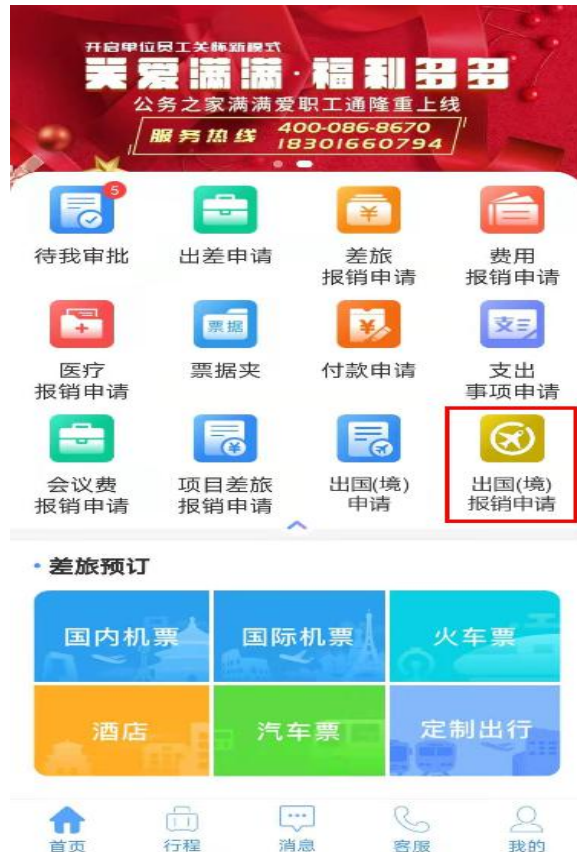 开启单位员工关怀新模式
关爱满满·福利多多
公务之家满满爱职工通隆重上线
服务热线 400-086-8670
18301660794
5
待我审批 出差申请 差旅 费用
报销申请 报销申请
票据
支
医疗 票据夹 付款申请 支出
报销申请 事项申请
会议费 项目差旅 出国(境) 出国(境)
报销申请 报销申请 申请 报销申请
·差旅预订
国内机票 国际机票 火车票
酒店 汽车票 定制出行
首页 行程 消息 客服 我的